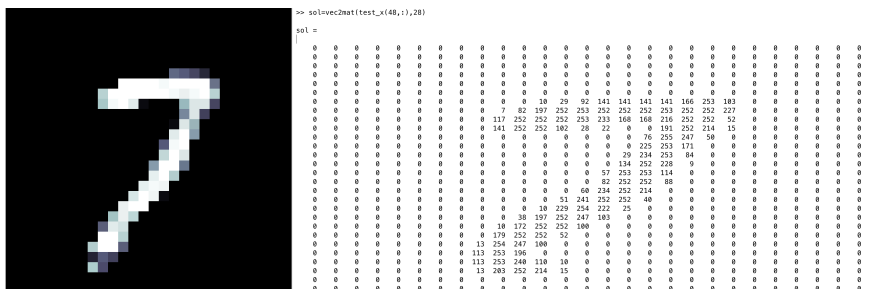 >> sol=vec2mat(test_x(48,:),28)
sol =
0 0 0 0 0 0 0 0 0 0 0 0 0 0 0 0 0 0 0 0 0 0 0 0 0 0 0
0 0 0 0 0 0 0 0 0 0 0 0 0 0 0 0 0 0 0 0 0 0 0 0 0 0 0
0 0 0 0 0 0 0 0 0 0 0 0 0 0 0 0 0 0 0 0 0 0 0 0 0 0 0
0 0 0 0 0 0 0 0 0 0 0 0 0 0 0 0 0 0 0 0 0 0 0 0 0 0 0
0 0 0 0 0 0 0 0 0 0 0 0 0 0 0 0 0 0 0 0 0 0 0 0 0 0 0
0 0 0 0 0 0 0 0 0 0 0 0 0 0 0 0 0 0 0 0 0 0 0 0 0 0 0
0 0 0 0 0 0 0 0 0 0 0 10 29 92 141 141 141 141 166 253 103 0 0 0 0 0 0
0 0 0 0 0 0 0 0 0 7 82 197 252 253 252 252 252 253 252 252 227 0 0 0 0 0 0
0 0 0 0 0 0 0 0 0 117 252 252 252 253 233 168 168 216 252 252 52 0 0 0 0 0 0
0 0 0 0 0 0 0 0 0 141 252 252 102 28 22 0 0 191 252 214 15 0 0 0 0 0 0
0 0 0 0 0 0 0 0 0 0 0 0 0 0 0 0 76 255 247 50 0 0 0 0 0 0 0
0 0 0 0 0 0 0 0 0 0 0 0 0 0 0 0 225 253 171 0 0 0 0 0 0 0 0
0 0 0 0 0 0 0 0 0 0 0 0 0 0 0 29 234 253 84 0 0 0 0 0 0 0 0
0 0 0 0 0 0 0 0 0 0 0 0 0 0 0 134 252 228 9 0 0 0 0 0 0 0 0
0 0 0 0 0 0 0 0 0 0 0 0 0 0 57 253 253 114 0 0 0 0 0 0 0 0 0
0 0 0 0 0 0 0 0 0 0 0 0 0 0 82 252 252 88 0 0 0 0 0 0 0 0 0
0 0 0 0 0 0 0 0 0 0 0 0 0 60 234 252 214 0 0 0 0 0 0 0 0 0 0
0 0 0 0 0 0 0 0 0 0 0 0 51 241 252 252 40 0 0 0 0 0 0 0 0 0 0
0 0 0 0 0 0 0 0 0 0 0 10 229 254 222 25 0 0 0 0 0 0 0 0 0 0 0
0 0 0 0 0 0 0 0 0 0 38 197 252 247 103 0 0 0 0 0 0 0 0 0 0 0 0
0 0 0 0 0 0 0 0 0 10 172 252 252 100 0 0 0 0 0 0 0 0 0 0 0 0 0
0 0 0 0 0 0 0 0 0 179 252 252 52 0 0 0 0 0 0 0 0 0 0 0 0 0 0
0 0 0 0 0 0 0 0 13 254 247 100 0 0 0 0 0 0 0 0 0 0 0 0 0 0 0
0 0 0 0 0 0 0 0 113 253 196 0 0 0 0 0 0 0 0 0 0 0 0 0 0 0 0
0 0 0 0 0 0 0 0 113 253 240 110 10 0 0 0 0 0 0 0 0 0 0 0 0 0 0
0 0 0 0 0 0 0 0 13 203 252 214 15 0 0 0 0 0 0 0 0 0 0 0 0 0 0
0 0 0 0 0 0 0 0 0 0 0 0 0 0 0 0 0 0 0 0 0 0 0 0 0 0 0